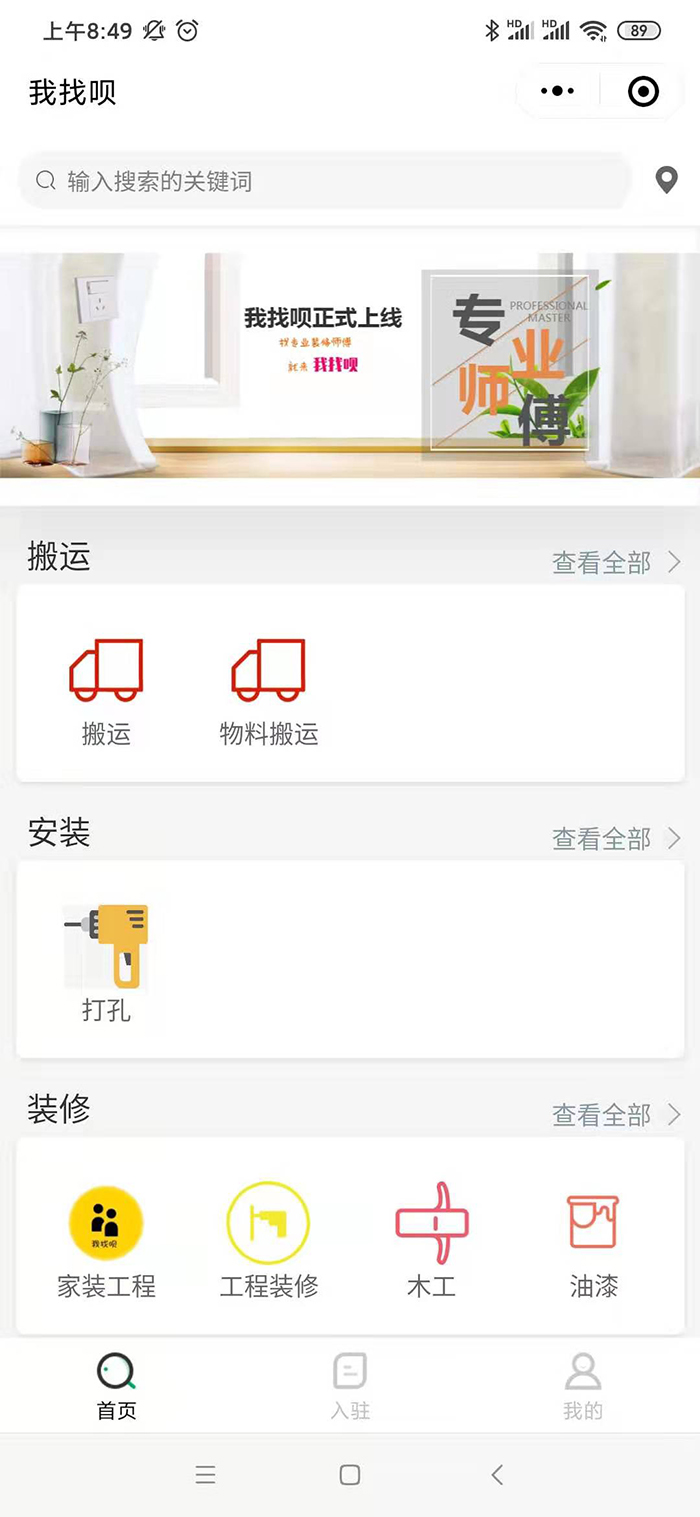 上午8:49
HD HD 89
我找呗
输入搜索的关键词
我找呗正式上线
找专业装修师傅
就来 我找呗
专业师傅
PROFESSIONAL
MASTER
搬运
查看全部
搬运 物料搬运
安装
查看全部
打孔
装修
查看全部
我找呗
家装工程 工程装修 木工 油漆
首页 入驻 我的